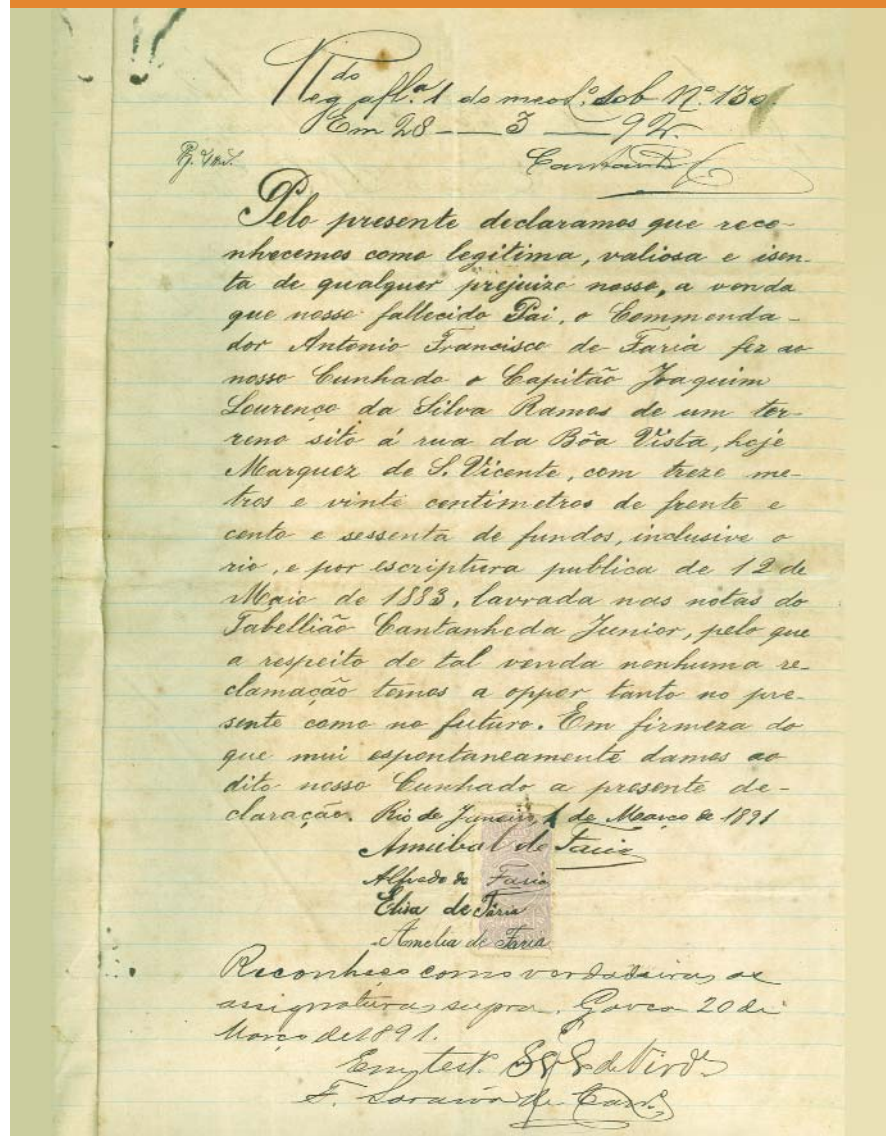 do
Reg afl.ª 1 do mesol.º sob Nº 130
Em 28 — 3 — 92.
Pelo presente declaramos que reco-
nhecemos como legitima, valiosa e isen-
ta de qualquer prejuizo nosso, a venda
que nosso fallecido Pai, o Commenda-
dor Antonio Francisco de Faria fez ao
nosso Cunhado o Capitão Joaquim
Lourenço da Silva Ramos de um ter-
reno sito á rua da Bôa Vista, hoje
Marquez de S. Vicente, com treze me-
tros e vinte centimetros de frente e
cento e sessenta de fundos, inclusive o
rio, e por escriptura publica de 12 de
Maio de 1883, lavrada nas notas do
Tabellião Cantanheda Junior, pelo que
a respeito de tal venda nenhuma re-
clamação temos a oppor tanto no pre-
sente como no futuro. Em firmeza do
que mui espontaneamente damos ao
dito nosso Cunhado a presente de-
claração. Rio de Janeiro, 1 de Março de 1891
Annibal de Faria
Alfredo de Faria
Elisa de Faria
Amelia de Faria
Reconheço como verdadeiras as
assignaturas supra. Gavea 20 de
Março de 1891.
Em test. de Verd.e
F.